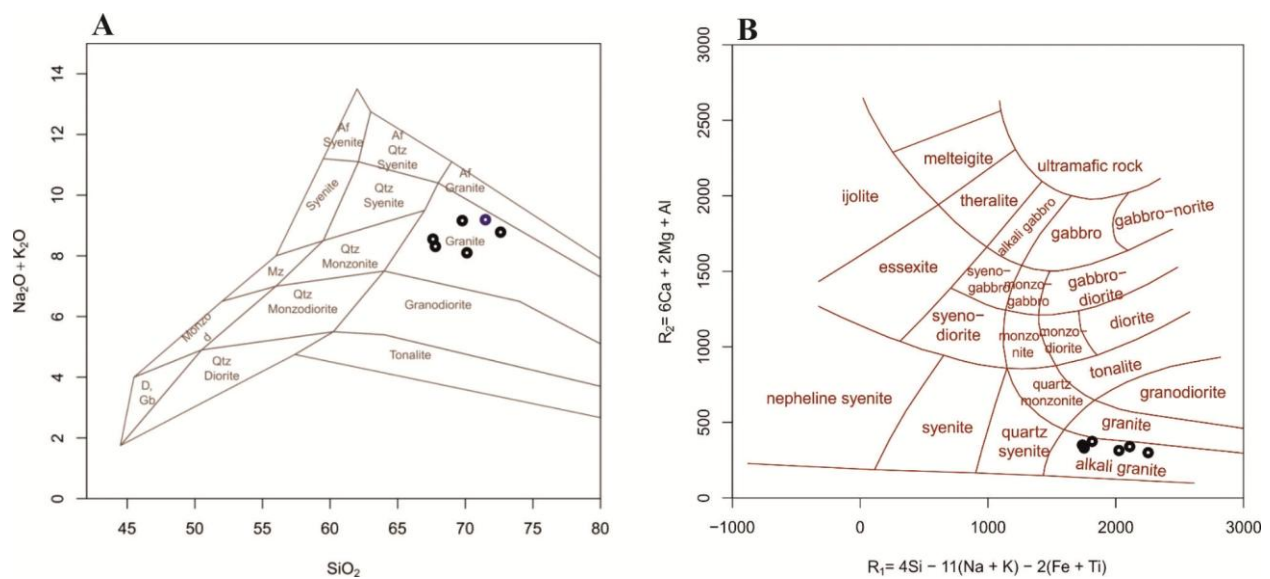 A
Na₂O + K₂O
14
12
10
8
6
4
2
0
Af
Syenite
Af
Qtz
Syenite
Af
Granite
Syenite
Qtz
Syenite
Granite
Mz
Qtz
Monzonite
Monzo
d
Qtz
Monzodiorite
Granodiorite
D,
Gb
Qtz
Diorite
Tonalite
45 50 55 60 65 70 75 80
SiO₂
B
R₂= 6Ca + 2Mg + Al
3000
2500
2000
1500
1000
500
0
melteigite
ultramafic rock
ijolite
theralite
alkali gabbro
gabbro
gabbro-norite
essexite
syeno-
gabbro
monzo-
gabbro
gabbro-
diorite
syeno-
diorite
monzo-
nite
monzo-
diorite
diorite
tonalite
nepheline syenite
quartz
monzonite
granodiorite
syenite
quartz
syenite
granite
alkali granite
−1000 0 1000 2000 3000
R₁= 4Si − 11(Na + K) − 2(Fe + Ti)